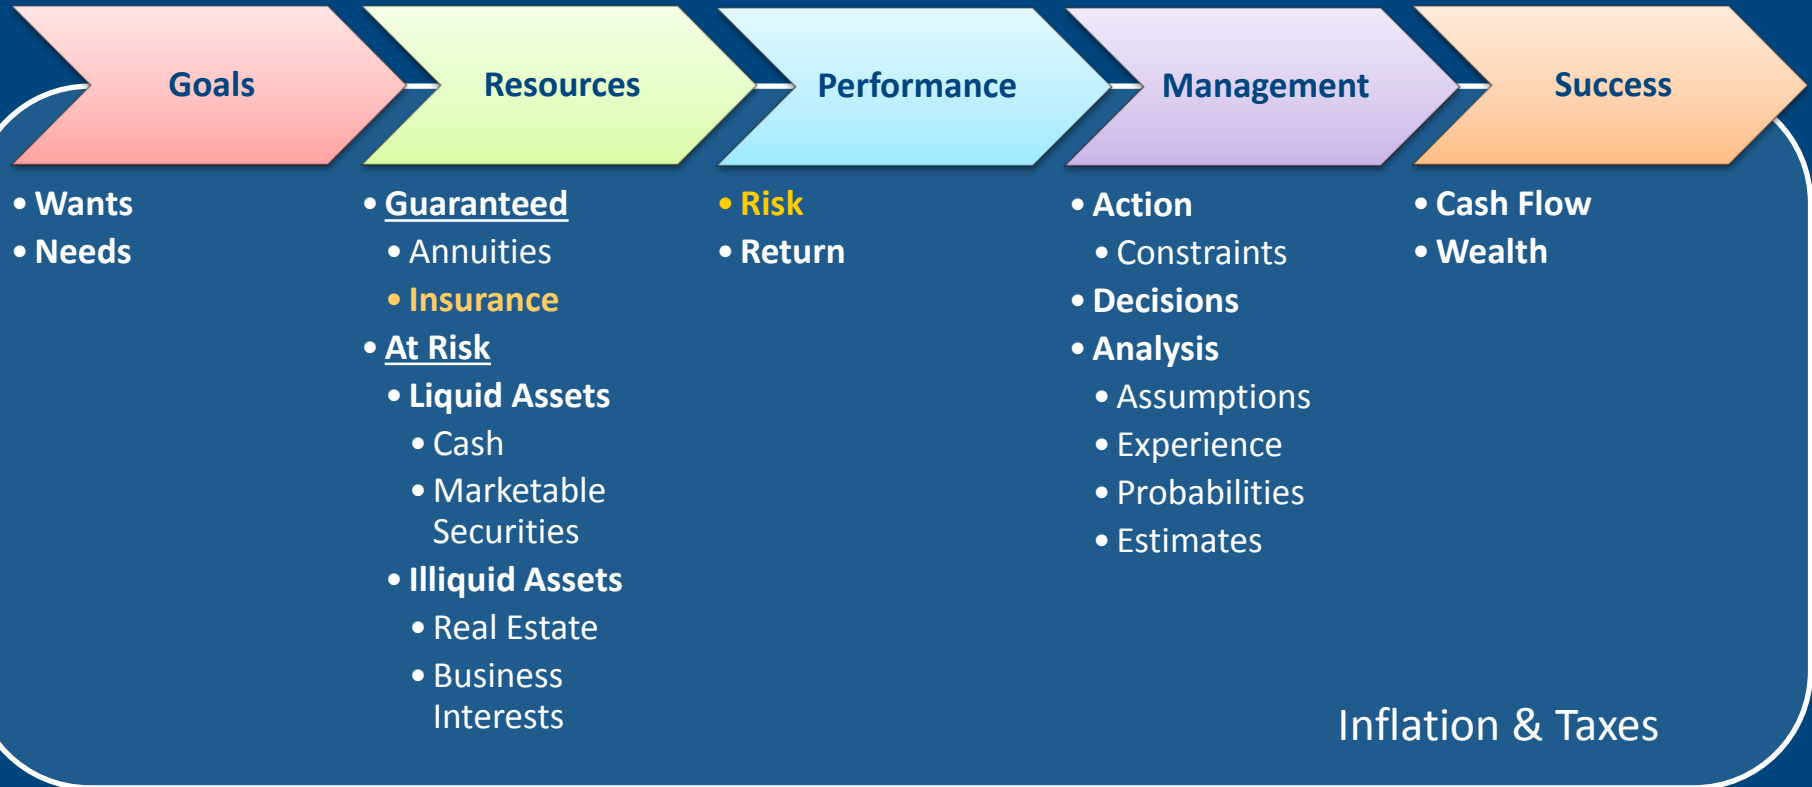 Goals
Resources
Performance
Management
Success
• Wants
• Needs
• Guaranteed
• Annuities
• Insurance
• At Risk
• Liquid Assets
• Cash
• Marketable
Securities
• Illiquid Assets
• Real Estate
• Business
Interests
• Risk
• Return
• Action
• Constraints
• Decisions
• Analysis
• Assumptions
• Experience
• Probabilities
• Estimates
• Cash Flow
• Wealth
Inflation & Taxes